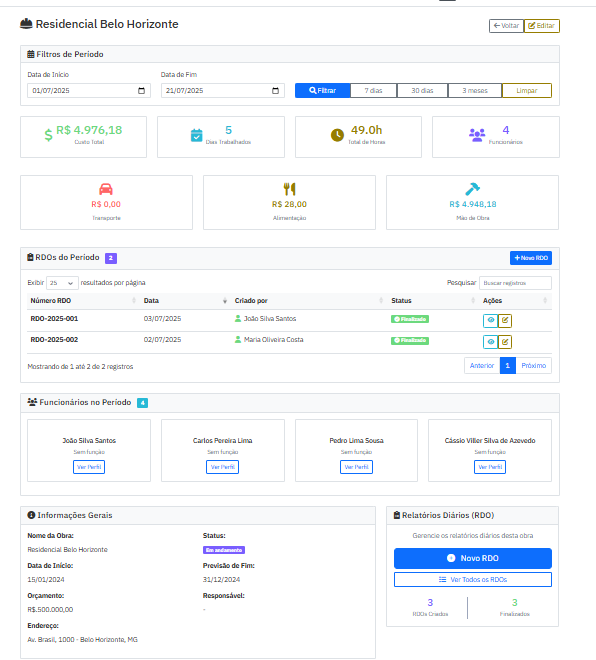 Residencial Belo Horizonte
Voltar Editar
Filtros de Período
Data de Início Data de Fim
01/07/2025 21/07/2025 Filtrar 7 dias 30 dias 3 meses Limpar
R$ 4.976,18 5 49.0h 4
Custo Total Dias Trabalhados Total de Horas Funcionários
R$ 0,00 R$ 28,00 R$ 4.948,18
Transporte Alimentação Mão de Obra
RDOs do Período 2 + Novo RDO
Exibir 25 resultados por página Pesquisar Buscar registros
Número RDO Data Criado por Status Ações
RDO-2025-001 03/07/2025 João Silva Santos Finalizado
RDO-2025-002 02/07/2025 Maria Oliveira Costa Finalizado
Mostrando de 1 até 2 de 2 registros Anterior 1 Próximo
Funcionários no Período 4
João Silva Santos Carlos Pereira Lima Pedro Lima Sousa Cássio Viller Silva de Azevedo
Sem função Sem função Sem função Sem função
Ver Perfil Ver Perfil Ver Perfil Ver Perfil
Informações Gerais Relatórios Diários (RDO)
Nome da Obra: Status: Gerencie os relatórios diários desta obra
Residencial Belo Horizonte Em andamento Novo RDO
Data de Início: Previsão de Fim:
15/01/2024 31/12/2024 Ver Todos os RDOs
Orçamento: Responsável: 3 3
R$ 500.000,00 - RDOs Criados Finalizados
Endereço:
Av. Brasil, 1000 - Belo Horizonte, MG